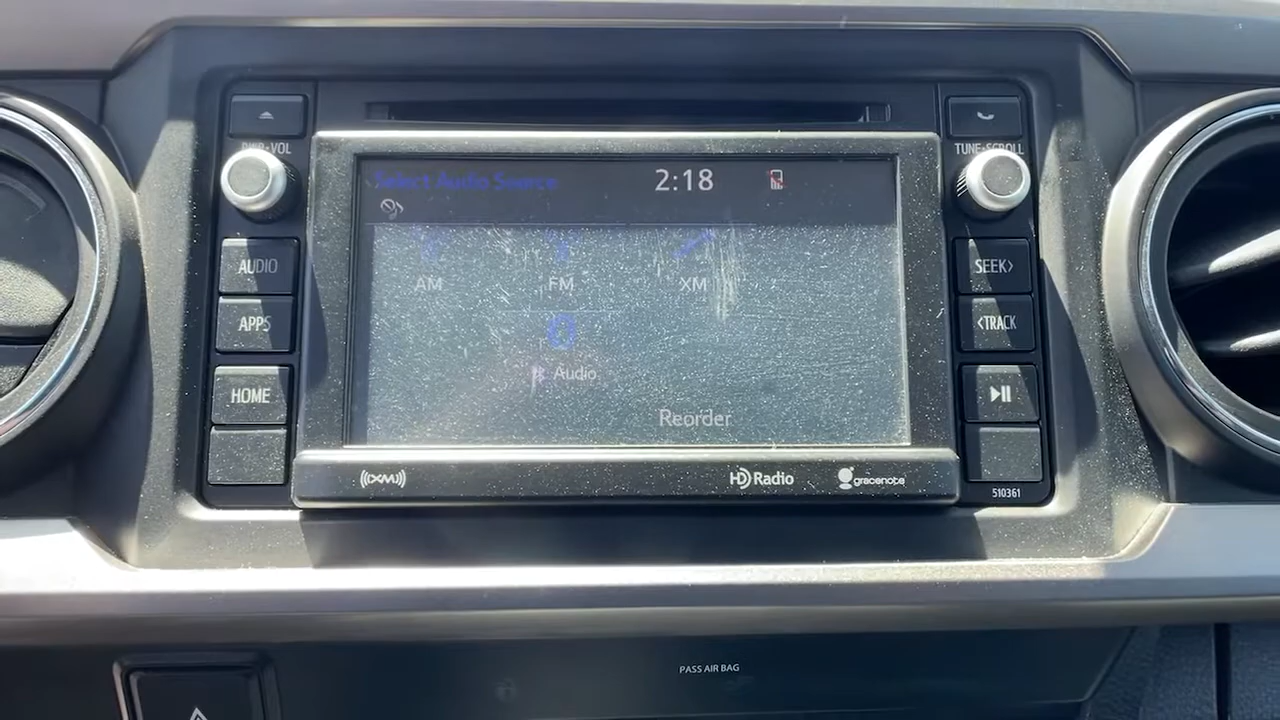 PWR•VOL
TUNE•SCROLL
Select Audio Source
2:18
AUDIO
SEEK>
AM
FM
XM
APPS
<TRACK
Audio
HOME
Reorder
((XM))
HD Radio
gracenote
510361
PASS AIR BAG